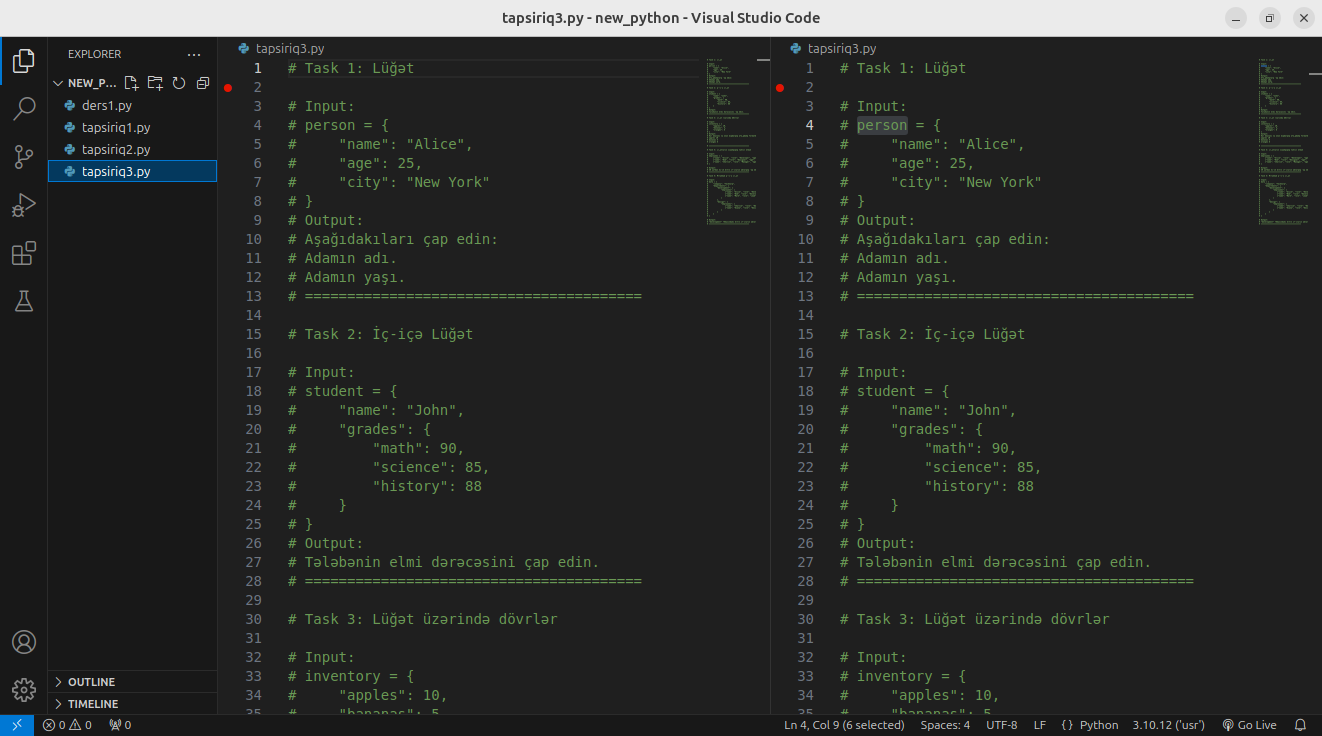 tapsiriq3.py - new_python - Visual Studio Code
EXPLORER
NEW_P...
ders1.py
tapsiriq1.py
tapsiriq2.py
tapsiriq3.py
OUTLINE
TIMELINE
tapsiriq3.py
1 # Task 1: Lüğət
2
3 # Input:
4 # person = {
5 #     "name": "Alice",
6 #     "age": 25,
7 #     "city": "New York"
8 # }
9 # Output:
10 # Aşağıdakıları çap edin:
11 # Adamın adı.
12 # Adamın yaşı.
13 # ========================================
14
15 # Task 2: İç-içə Lüğət
16
17 # Input:
18 # student = {
19 #     "name": "John",
20 #     "grades": {
21 #         "math": 90,
22 #         "science": 85,
23 #         "history": 88
24 #     }
25 # }
26 # Output:
27 # Tələbənin elmi dərəcəsini çap edin.
28 # ========================================
29
30 # Task 3: Lüğət üzərində dövrlər
31
32 # Input:
33 # inventory = {
34 #     "apples": 10,
35 #     "bananas": 5,
tapsiriq3.py
1 # Task 1: Lüğət
2
3 # Input:
4 # person = {
5 #     "name": "Alice",
6 #     "age": 25,
7 #     "city": "New York"
8 # }
9 # Output:
10 # Aşağıdakıları çap edin:
11 # Adamın adı.
12 # Adamın yaşı.
13 # ========================================
14
15 # Task 2: İç-içə Lüğət
16
17 # Input:
18 # student = {
19 #     "name": "John",
20 #     "grades": {
21 #         "math": 90,
22 #         "science": 85,
23 #         "history": 88
24 #     }
25 # }
26 # Output:
27 # Tələbənin elmi dərəcəsini çap edin.
28 # ========================================
29
30 # Task 3: Lüğət üzərində dövrlər
31
32 # Input:
33 # inventory = {
34 #     "apples": 10,
35 #     "bananas": 5,
0 0 0 Ln 4, Col 9 (6 selected) Spaces: 4 UTF-8 LF { } Python 3.10.12 ('usr') Go Live